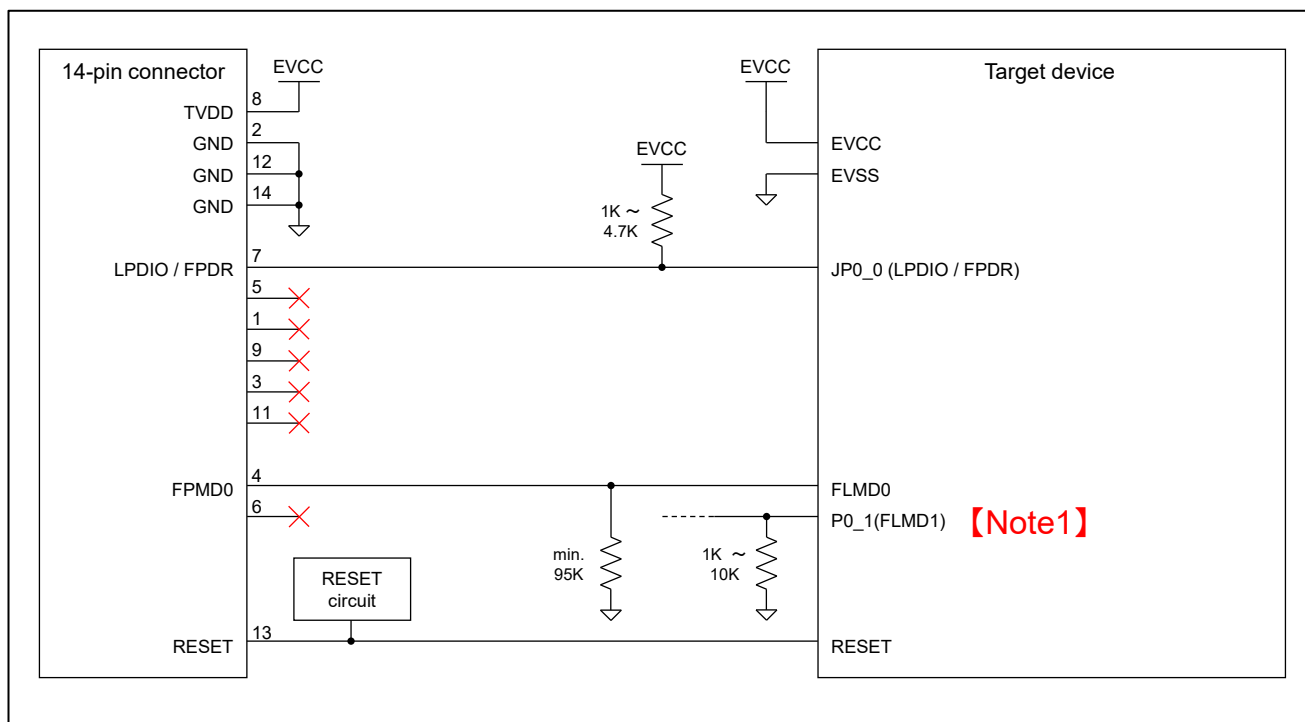 14-pin connector
EVCC
EVCC
Target device
8
TVDD
2
GND
EVCC
EVCC
12
GND
EVSS
14
GND
1K ～
4.7K
7
LPDIO / FPDR
JP0_0 (LPDIO / FPDR)
5
1
9
3
11
4
FPMD0
FLMD0
6
P0_1(FLMD1)
【Note1】
min.
95K
1K ～
10K
RESET
circuit
13
RESET
RESET